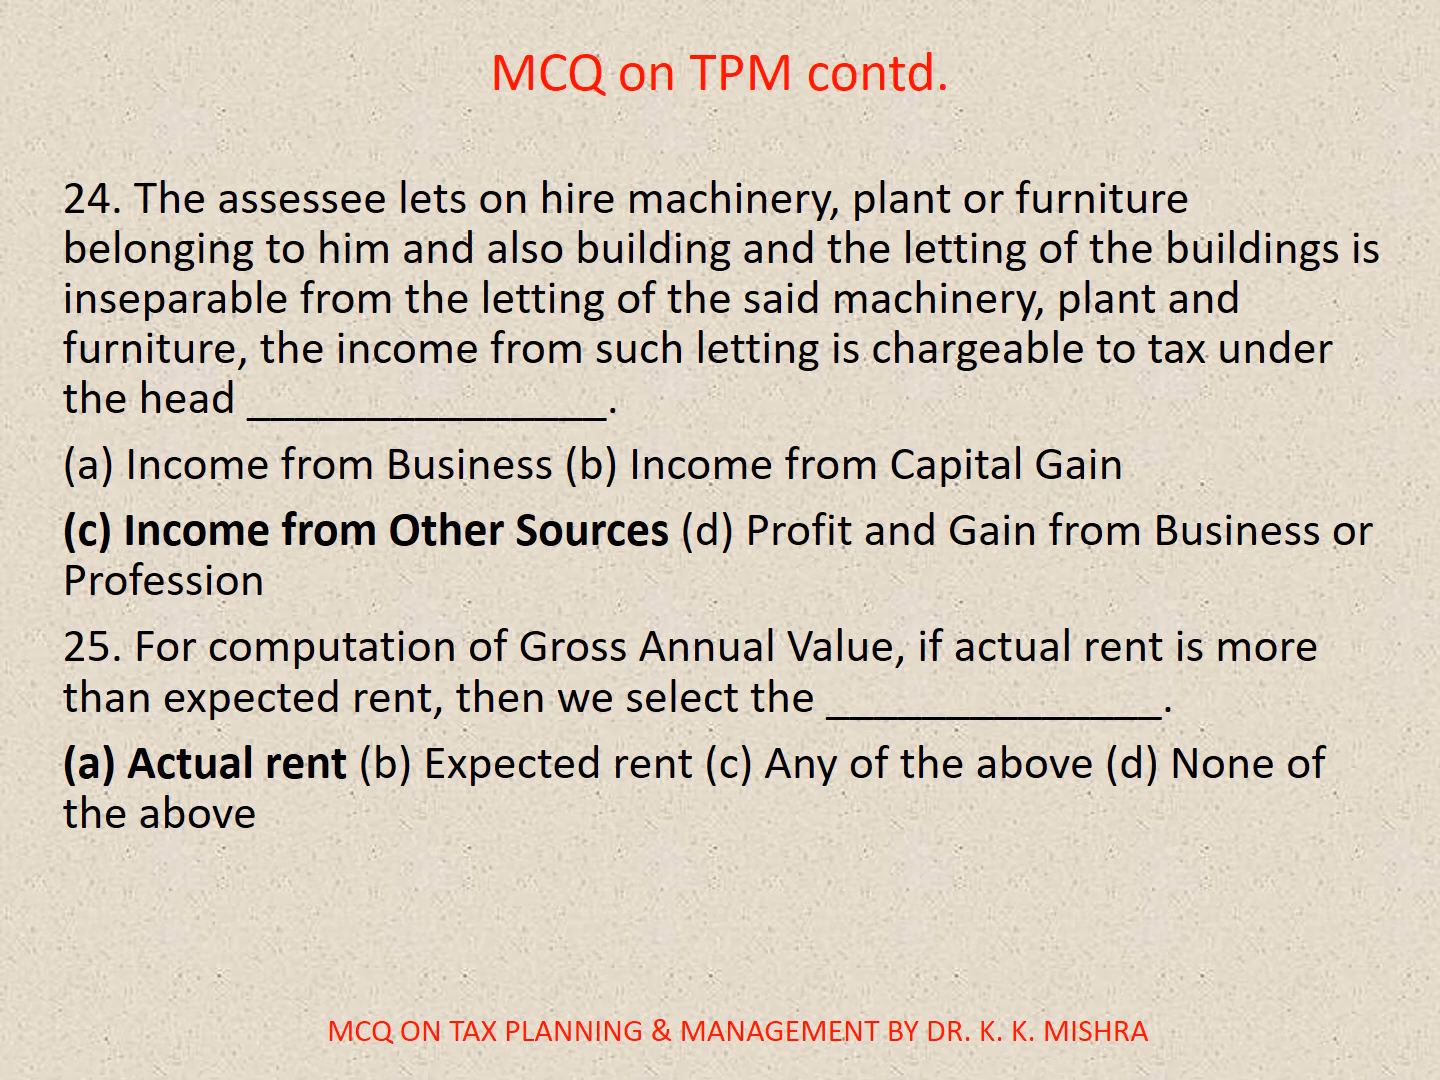 MCQ on TPM contd.
24. The assessee lets on hire machinery, plant or furniture
belonging to him and also building and the letting of the buildings is
inseparable from the letting of the said machinery, plant and
furniture, the income from such letting is chargeable to tax under
the head _______________.
(a) Income from Business (b) Income from Capital Gain
(c) Income from Other Sources (d) Profit and Gain from Business or
Profession
25. For computation of Gross Annual Value, if actual rent is more
than expected rent, then we select the ______________.
(a) Actual rent (b) Expected rent (c) Any of the above (d) None of
the above
MCQ ON TAX PLANNING & MANAGEMENT BY DR. K. K. MISHRA